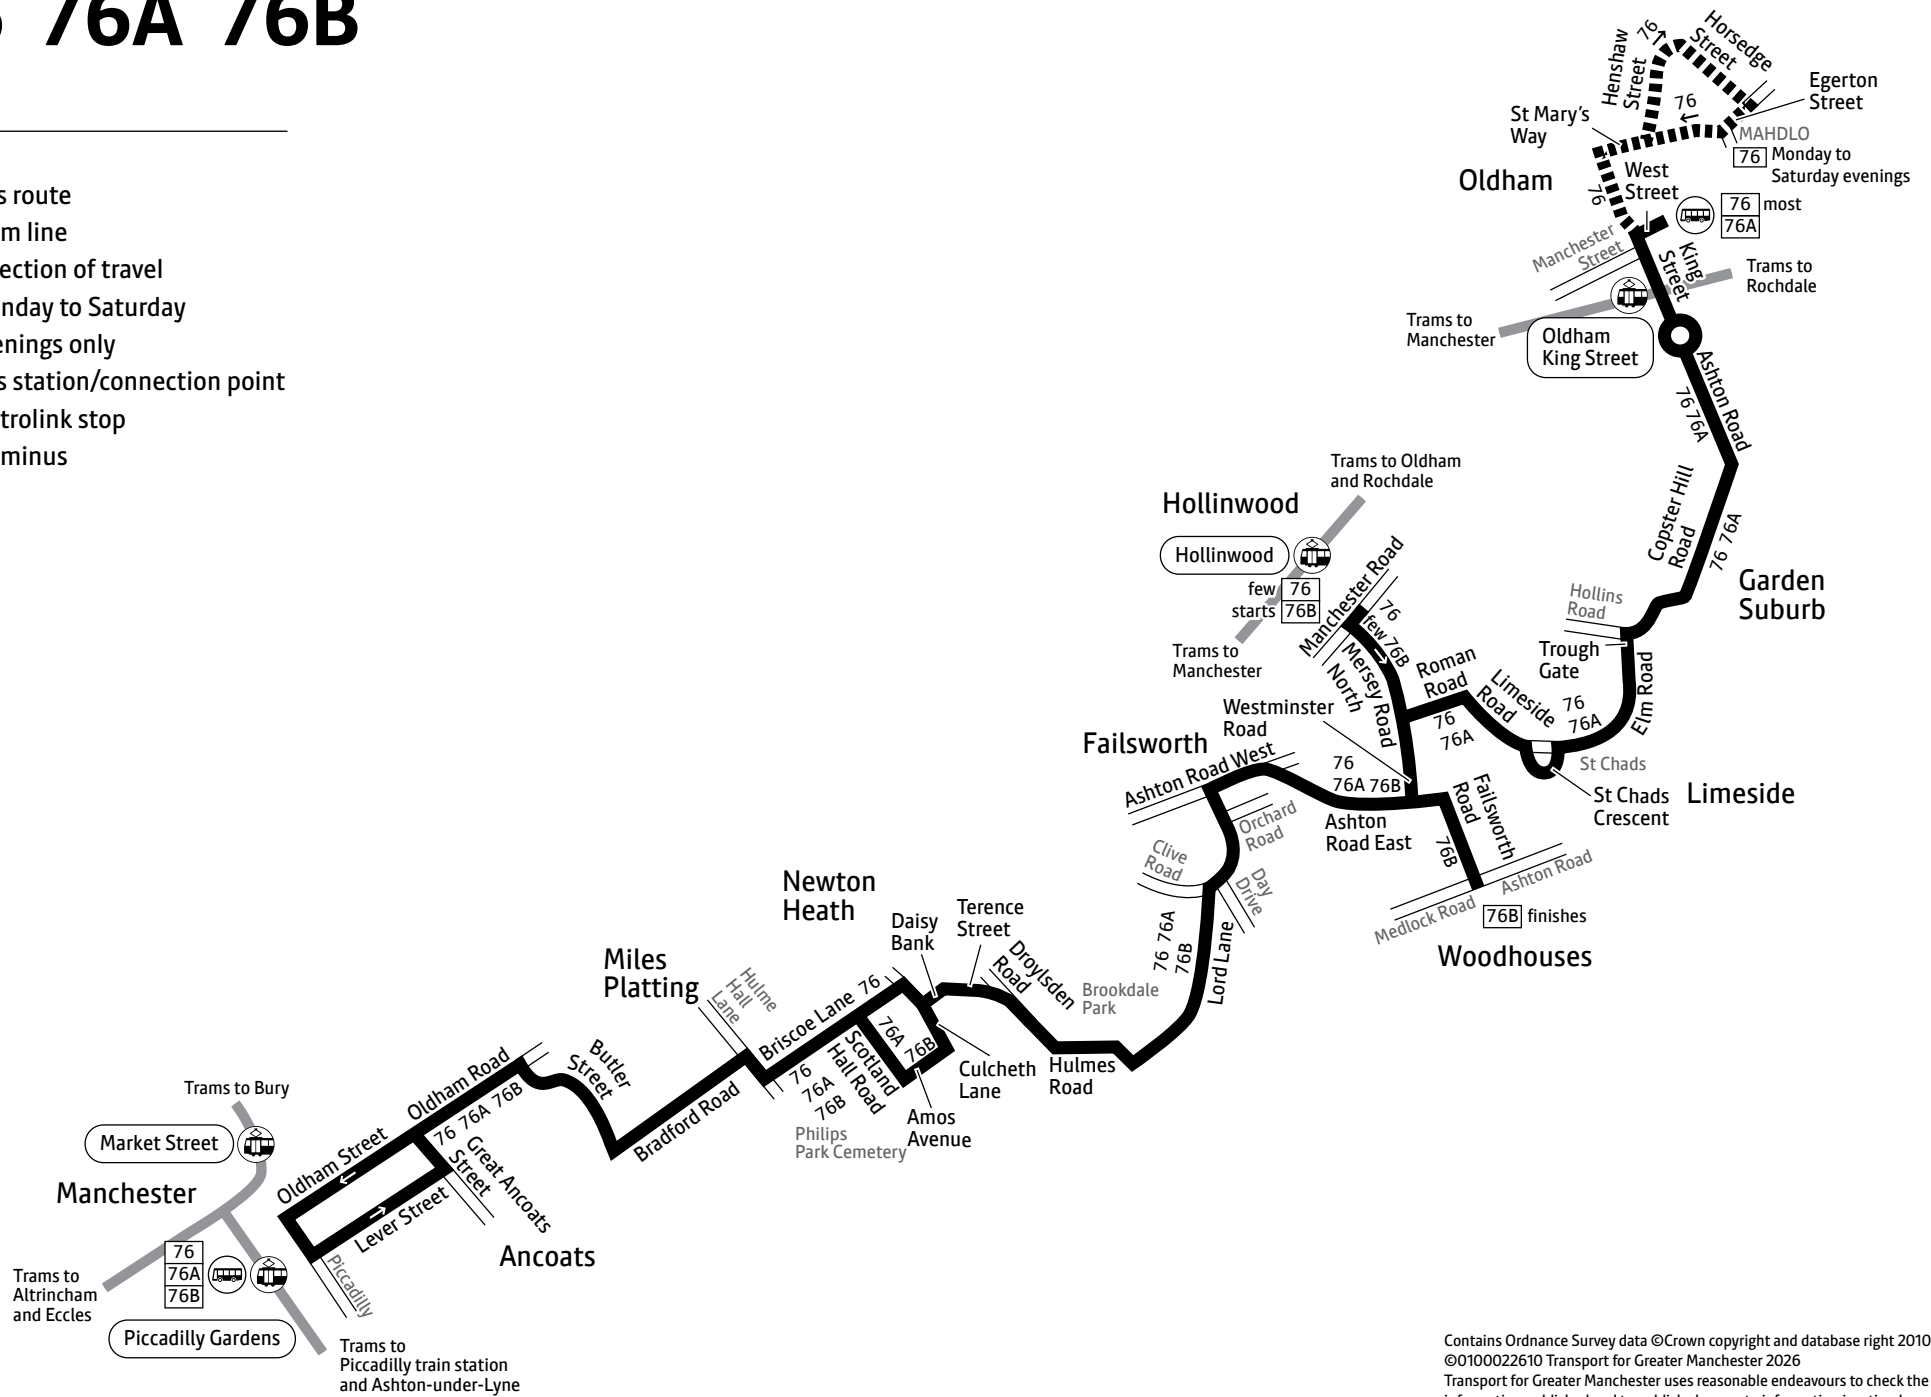 76A 76B
s route
m line
ection of travel
nday to Saturday
enings only
s station/connection point
trolink stop
minus
Henshaw
Street
76
Horsedge
Street
Egerton
Street
76
St Mary's
Way
MAHDLO
76 Monday to
Saturday evenings
Oldham
West
Street
76
76 most
76A
Manchester
Street
King
Street
Trams to
Rochdale
Trams to
Manchester
Oldham
King Street
Ashton Road
76 76A
Copster Hill
Road
76 76A
Garden
Suburb
Hollins
Road
Trough
Gate
Elm Road
Trams to Oldham
and Rochdale
Hollinwood
Hollinwood
few 76
starts 76B
Manchester Road
76
few 76B
Trams to
Manchester
Mersey Road
North
Roman
Road
Limeside
Road
76
76A
76
76A
Westminster
Road
St Chads
St Chads
Crescent
Limeside
Failsworth
Ashton Road West
76
76A 76B
Ashton
Road East
Failsworth
Road
76B
Orchard
Road
Clive
Road
Day
Drive
Ashton Road
Medlock Road
76B finishes
Woodhouses
76 76A
76B
Lord Lane
Newton
Heath
Daisy
Bank
Terence
Street
Droylsden
Road
Brookdale
Park
Miles
Platting
Hulme
Hall
Lane
Briscoe Lane 76
76A
76B
Scotland
Hall Road
Culcheth
Lane
Hulmes
Road
76
76A
76B
Amos
Avenue
Philips
Park Cemetery
Bradford Road
Butler
Street
Oldham Road
76 76A 76B
Trams to Bury
Market Street
Oldham Street
Great Ancoats
Street
Manchester
Lever Street
Ancoats
Piccadilly
76
76A
76B
Trams to
Altrincham
and Eccles
Piccadilly Gardens
Trams to
Piccadilly train station
and Ashton-under-Lyne
Contains Ordnance Survey data ©Crown copyright and database right 2010
©0100022610 Transport for Greater Manchester 2026
Transport for Greater Manchester uses reasonable endeavours to check the